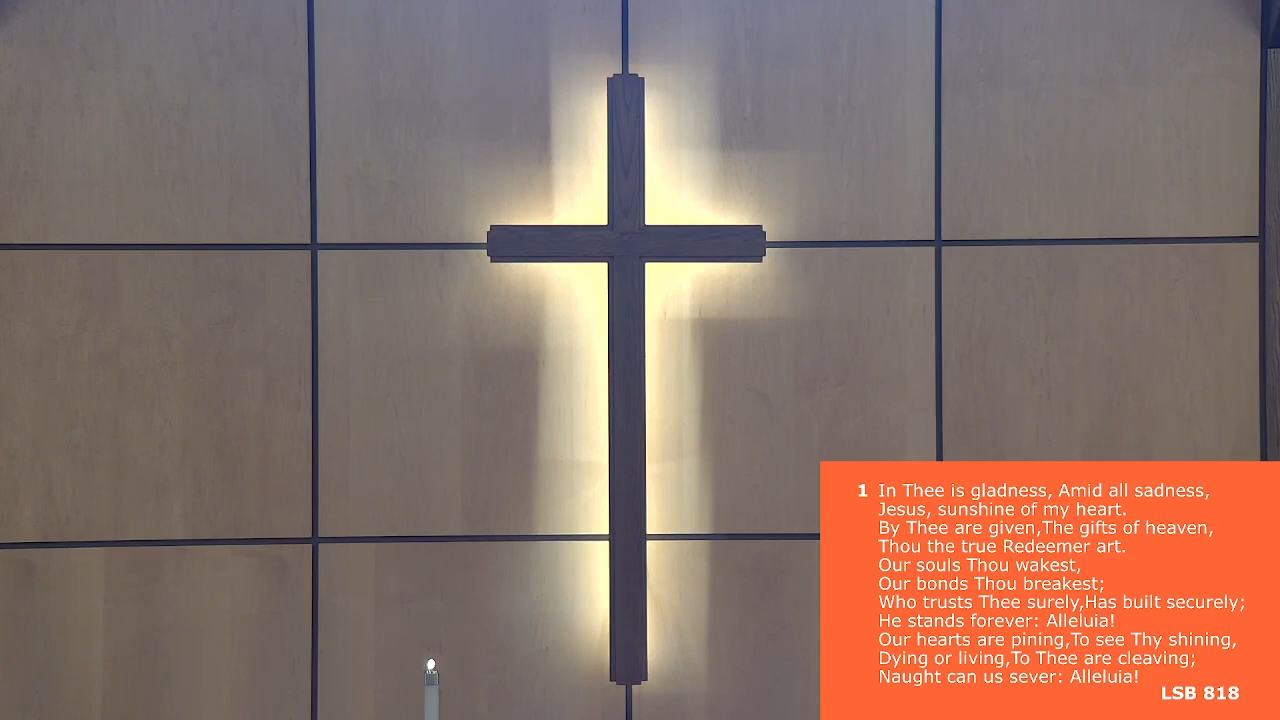 1 In Thee is gladness, Amid all sadness,
Jesus, sunshine of my heart.
By Thee are given,The gifts of heaven,
Thou the true Redeemer art.
Our souls Thou wakest,
Our bonds Thou breakest;
Who trusts Thee surely,Has built securely;
He stands forever: Alleluia!
Our hearts are pining,To see Thy shining,
Dying or living,To Thee are cleaving;
Naught can us sever: Alleluia!
LSB 818